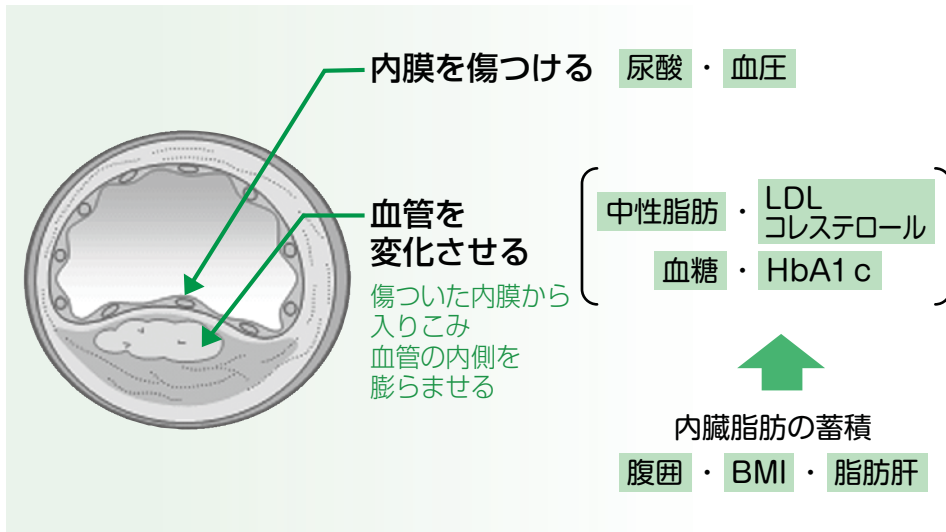 内膜を傷つける 尿酸 ・ 血圧
血管を
変化させる
傷ついた内膜から
入りこみ
血管の内側を
膨らませる
中性脂肪 ・ LDL
コレステロール
血糖 ・ HbA1c
内臓脂肪の蓄積
腹囲 ・ BMI ・ 脂肪肝